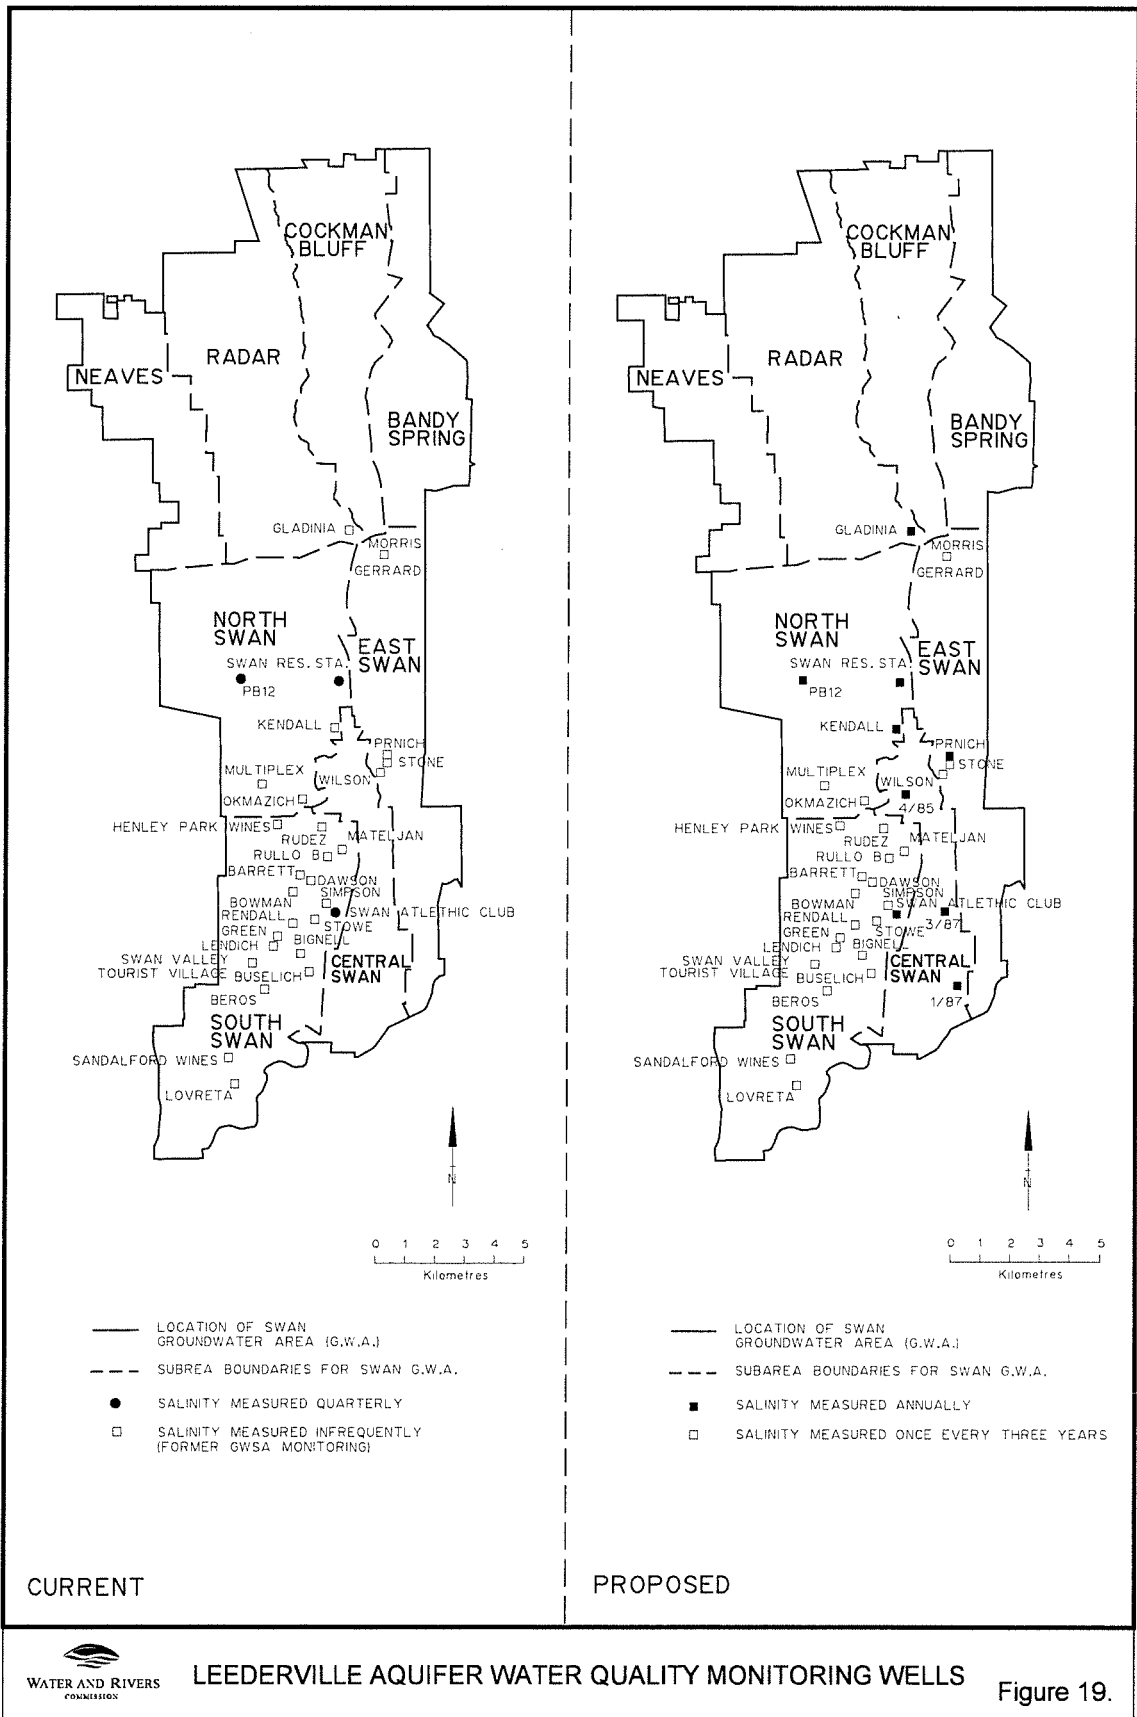 COCKMAN
BLUFF
RADAR
NEAVES
BANDY
SPRING
GLADINIA
MORRIS
GERRARD
NORTH
SWAN
EAST
SWAN
SWAN RES. STA.
PB12
KENDALL
PRNICH
STONE
MULTIPLEX
WILSON
OKMAZICH
HENLEY PARK WINES
RUDEZ
MATELJAN
RULLO B
BARRETT
DAWSON
SIMPSON
BOWMAN
SWAN ATLETHIC CLUB
RENDALL
STOWE
GREEN
BIGNELL
LENDICH
SWAN VALLEY
TOURIST VILLAGE
BUSELICH
CENTRAL
SWAN
BEROS
SOUTH
SWAN
SANDALFORD WINES
LOVRETA
N
0 1 2 3 4 5
Kilometres
LOCATION OF SWAN
GROUNDWATER AREA (G.W.A.)
SUBREA BOUNDARIES FOR SWAN G.W.A.
SALINITY MEASURED QUARTERLY
SALINITY MEASURED INFREQUENTLY
(FORMER GWSA MONITORING)
CURRENT
COCKMAN
BLUFF
RADAR
NEAVES
BANDY
SPRING
GLADINIA
MORRIS
GERRARD
NORTH
SWAN
EAST
SWAN
SWAN RES. STA.
PB12
KENDALL
PRNICH
STONE
MULTIPLEX
WILSON
OKMAZICH
4/85
HENLEY PARK WINES
RUDEZ
MATELJAN
RULLO B
BARRETT
DAWSON
SIMPSON
BOWMAN
SWAN ATLETHIC CLUB
RENDALL
STOWE
3/87
GREEN
BIGNELL
LENDICH
SWAN VALLEY
TOURIST VILLAGE
BUSELICH
CENTRAL
SWAN
BEROS
1/87
SOUTH
SWAN
SANDALFORD WINES
LOVRETA
N
0 1 2 3 4 5
Kilometres
LOCATION OF SWAN
GROUNDWATER AREA (G.W.A.)
SUBAREA BOUNDARIES FOR SWAN G.W.A.
SALINITY MEASURED ANNUALLY
SALINITY MEASURED ONCE EVERY THREE YEARS
PROPOSED
WATER AND RIVERS
COMMISSION
LEEDERVILLE AQUIFER WATER QUALITY MONITORING WELLS
Figure 19.